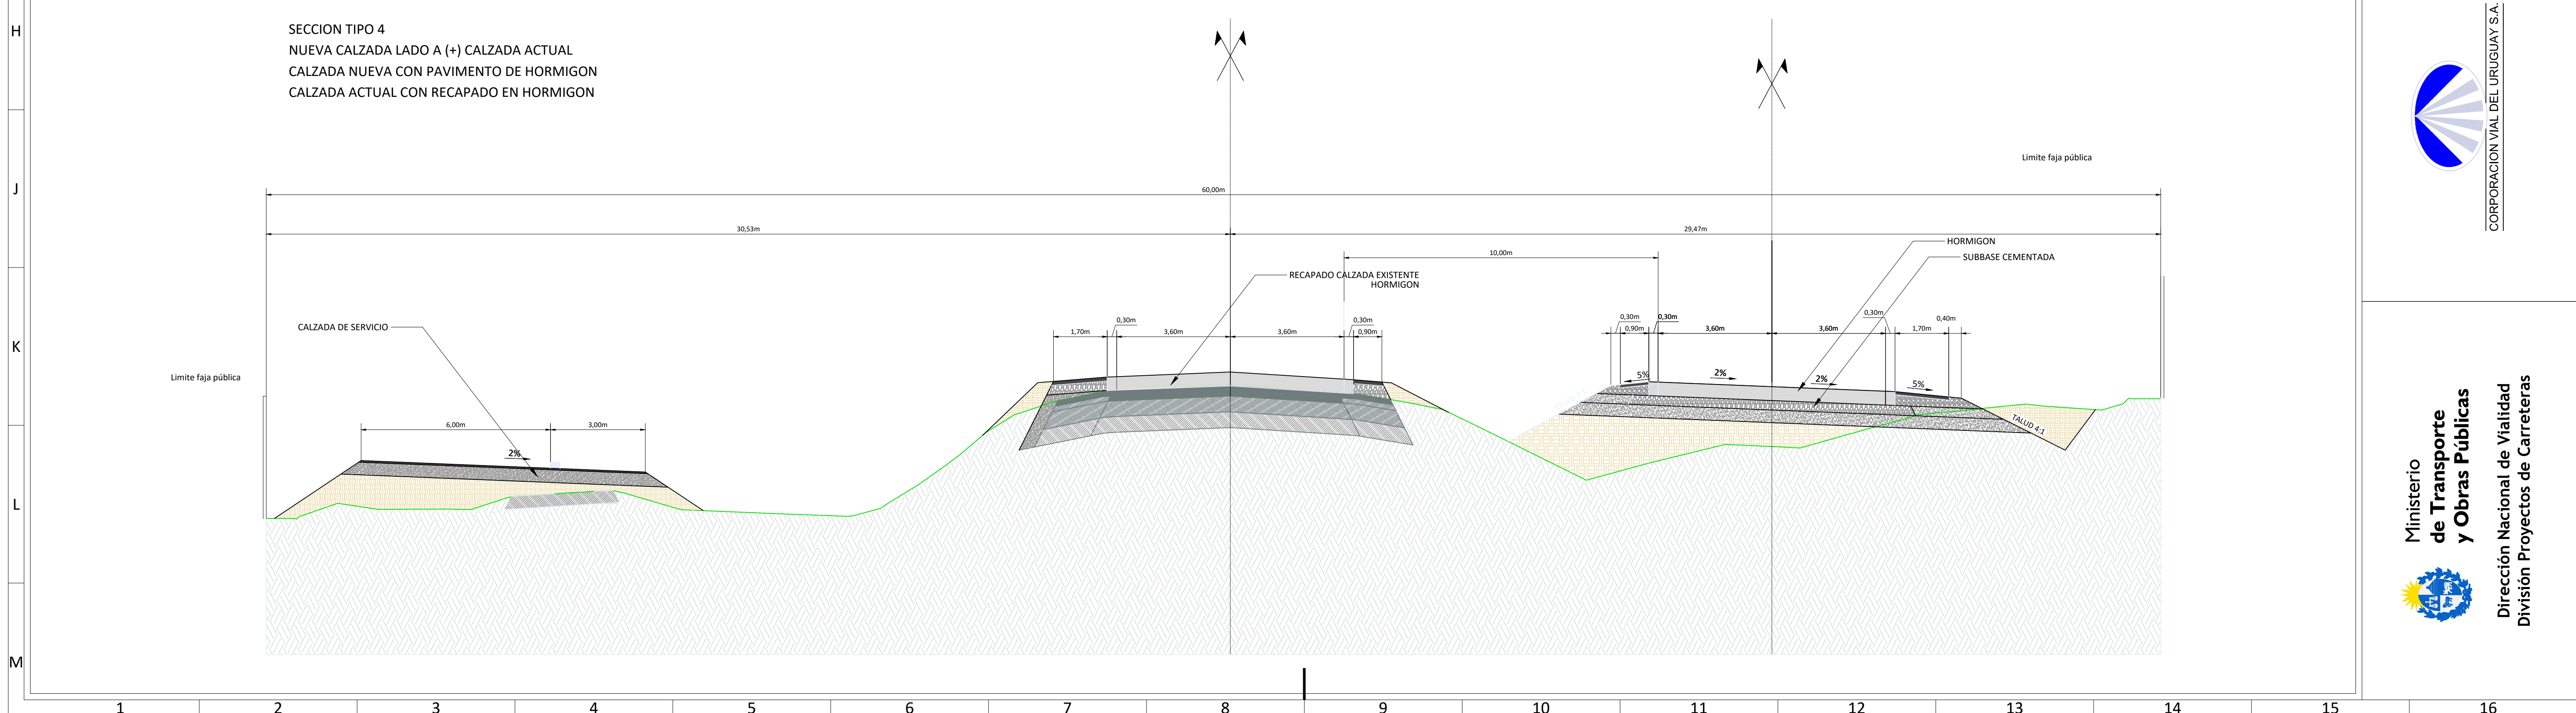 H
SECCION TIPO 4
NUEVA CALZADA LADO A (+) CALZADA ACTUAL
CALZADA NUEVA CON PAVIMENTO DE HORMIGON
CALZADA ACTUAL CON RECAPADO EN HORMIGON
CORPORACION VIAL DEL URUGUAY S.A.
Limite faja pública
J
60,00m
30,53m
29,47m
HORMIGON
10,00m
SUBBASE CEMENTADA
RECAPADO CALZADA EXISTENTE
HORMIGON
CALZADA DE SERVICIO
0,30m
1,70m
3,60m
3,60m
0,30m
0,90m
0,30m
0,90m
0,30m
3,60m
3,60m
0,30m
1,70m
0,40m
K
Limite faja pública
5%
2%
2%
5%
6,00m
3,00m
2%
TALUD 4:1
L
Ministerio
de Transporte
y Obras Públicas
Dirección Nacional de Vialidad
División Proyectos de Carreteras
M
1 2 3 4 5 6 7 8 9 10 11 12 13 14 15 16